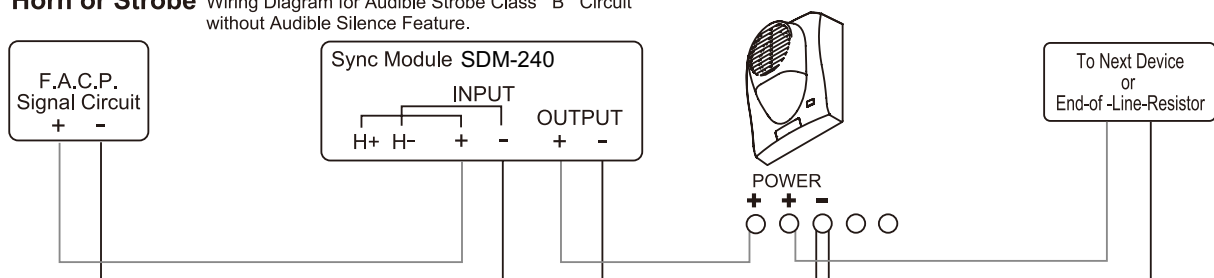 Horn or Strobe Wiring Diagram for Audible Strobe Class "B" Circuit
without Audible Silence Feature.
F.A.C.P.
Signal Circuit
+ -
Sync Module SDM-240
INPUT
OUTPUT
H+ H- + - + -
POWER
+ + -
To Next Device
or
End-of -Line-Resistor